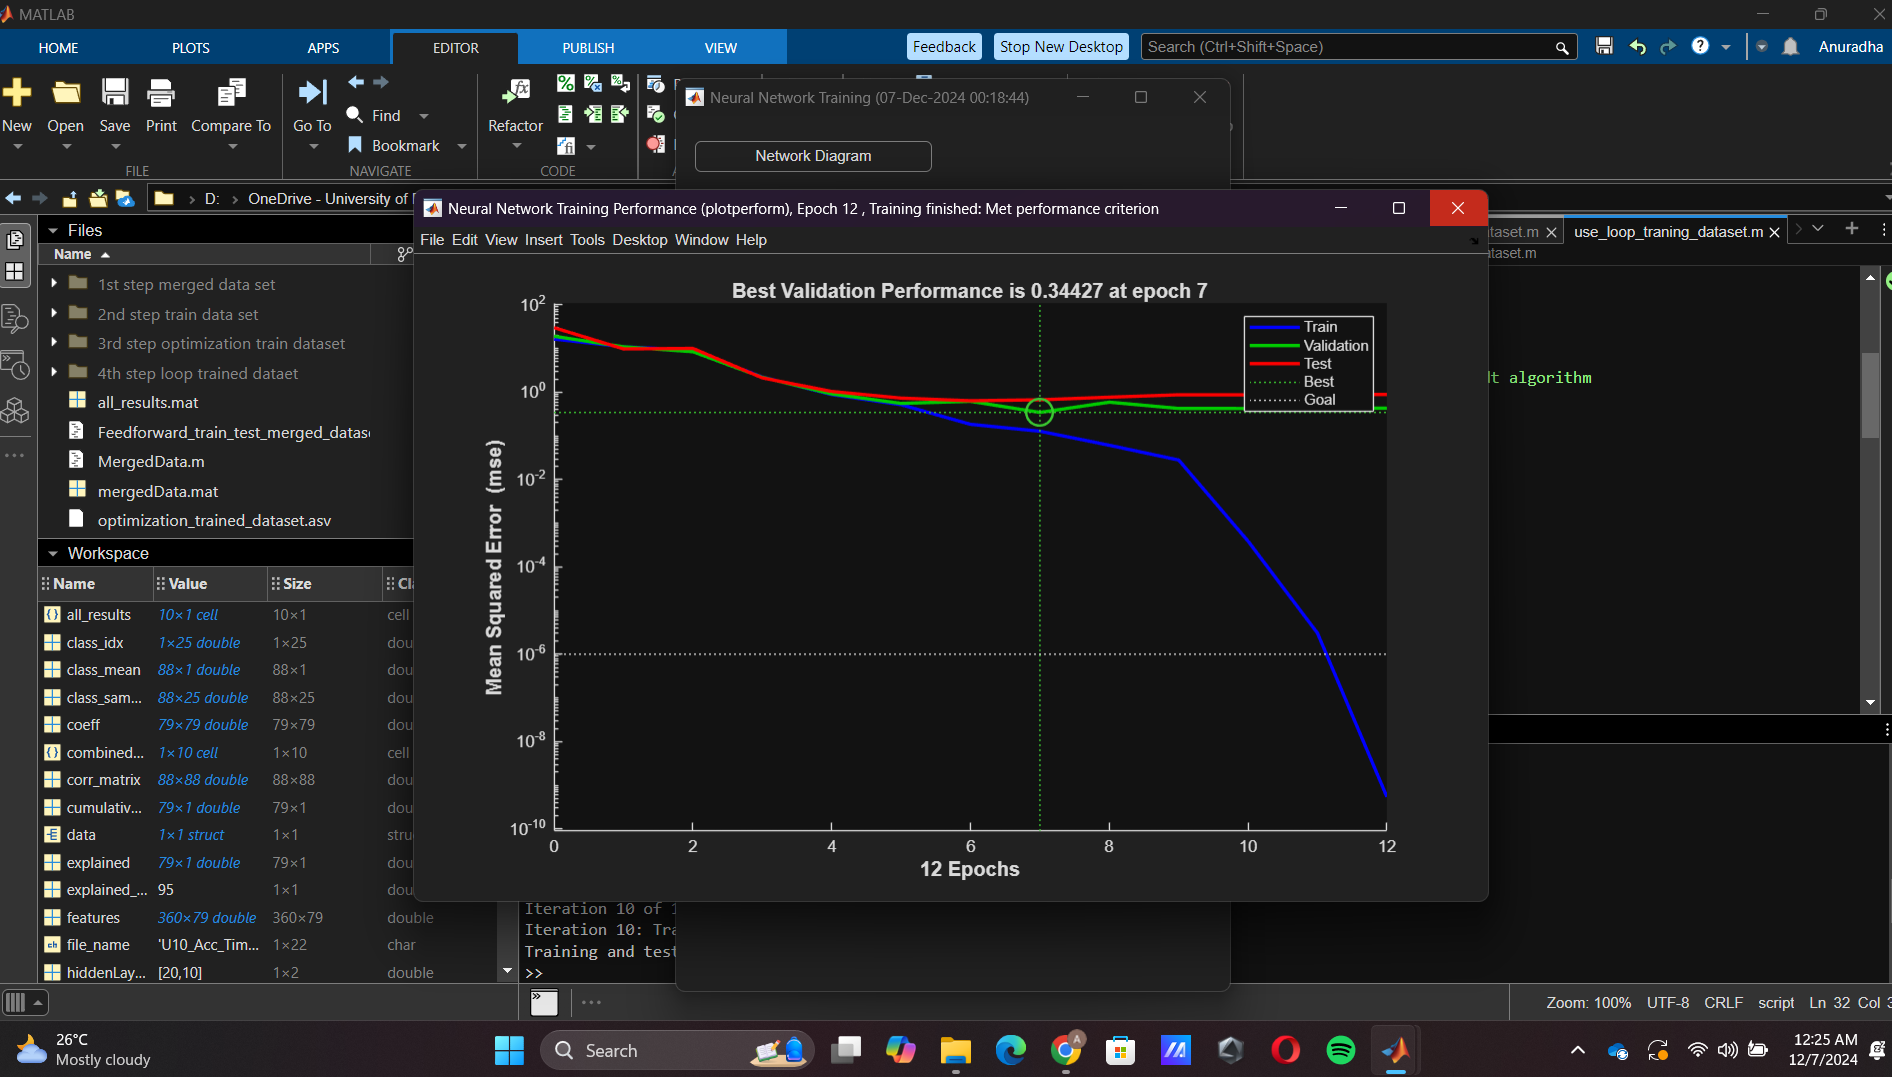 MATLAB
HOME
PLOTS
APPS
EDITOR
PUBLISH
VIEW
Feedback
Stop New Desktop
Search (Ctrl+Shift+Space)
Anuradha
New
Open
Save
Print
Compare To
Go To
Find
Bookmark
Refactor
FILE
NAVIGATE
CODE
Neural Network Training (07-Dec-2024 00:18:44)
Network Diagram
D:
OneDrive - University of
Neural Network Training Performance (plotperform), Epoch 12 , Training finished: Met performance criterion
File Edit View Insert Tools Desktop Window Help
taset.m
use_loop_traning_dataset.m
taset.m
lt algorithm
Files
Name
1st step merged data set
2nd step train data set
3rd step optimization train dataset
4th step loop trained dataet
all_results.mat
Feedforward_train_test_merged_datas
MergedData.m
mergedData.mat
optimization_trained_dataset.asv
Workspace
Name Value Size Cl
all_results 10×1 cell 10×1 cell
class_idx 1×25 double 1×25 dou
class_mean 88×1 double 88×1 dou
class_sam... 88×25 double 88×25 dou
coeff 79×79 double 79×79 dou
combined... 1×10 cell 1×10 cell
corr_matrix 88×88 double 88×88 dou
cumulativ... 79×1 double 79×1 dou
data 1×1 struct 1×1 stru
explained 79×1 double 79×1 dou
explained_... 95 1×1 dou
features 360×79 double 360×79 double
file_name 'U10_Acc_Tim... 1×22 char
hiddenLay... [20,10] 1×2 double
Best Validation Performance is 0.34427 at epoch 7
Train
Validation
Test
Best
Goal
Mean Squared Error (mse)
10^2
10^0
10^-2
10^-4
10^-6
10^-8
10^-10
0 2 4 6 8 10 12
12 Epochs
Iteration 10 of 1
Iteration 10: Tra
Training and test
>>
Zoom: 100% UTF-8 CRLF script Ln 32 Col 3
26°C
Mostly cloudy
Search
12:25 AM
12/7/2024